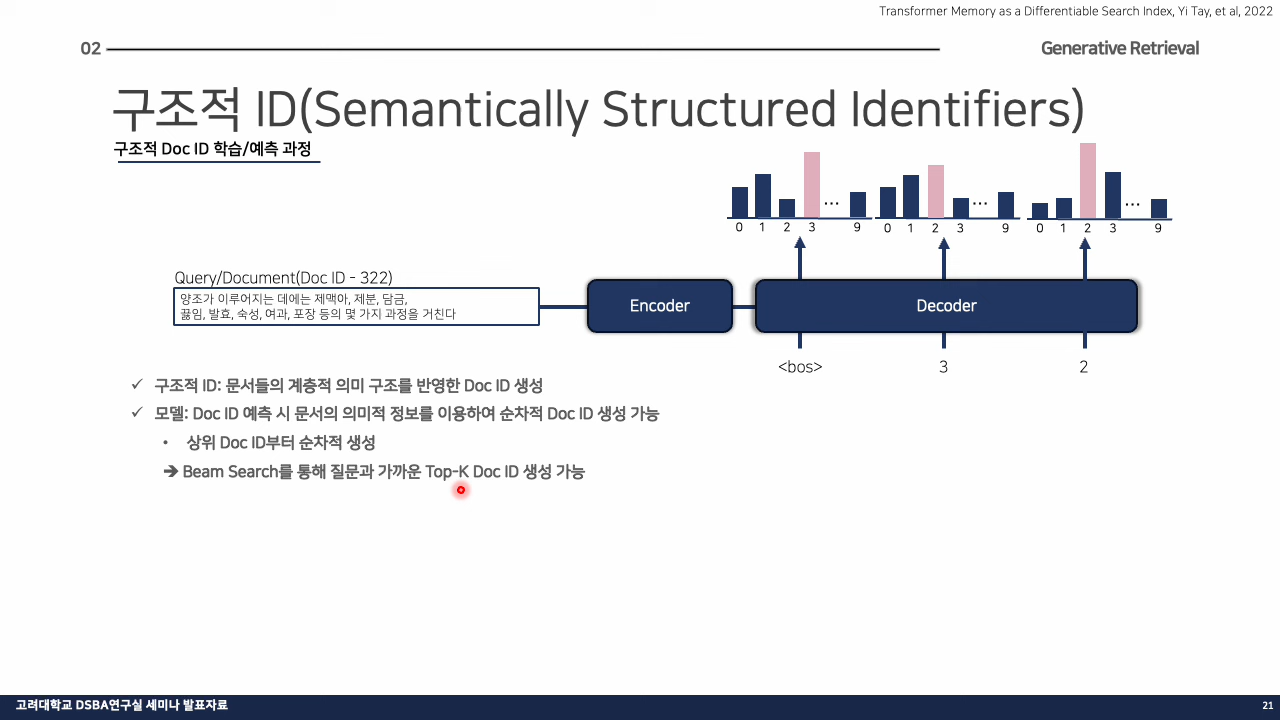 Transformer Memory as a Differentiable Search Index, Yi Tay, et al, 2022
02
Generative Retrieval
구조적 ID(Semantically Structured Identifiers)
구조적 Doc ID 학습/예측 과정
0 1 2 3 ... 9
0 1 2 3 ... 9
0 1 2 3 ... 9
Query/Document(Doc ID - 322)
양조가 이루어지는 데에는 제맥아, 제분, 담금,
끓임, 발효, 숙성, 여과, 포장 등의 몇 가지 과정을 거친다
Encoder
Decoder
<bos>
3
2
✓ 구조적 ID: 문서들의 계층적 의미 구조를 반영한 Doc ID 생성
✓ 모델: Doc ID 예측 시 문서의 의미적 정보를 이용하여 순차적 Doc ID 생성 가능
• 상위 Doc ID부터 순차적 생성
➔ Beam Search를 통해 질문과 가까운 Top-K Doc ID 생성 가능
고려대학교 DSBA연구실 세미나 발표자료
21